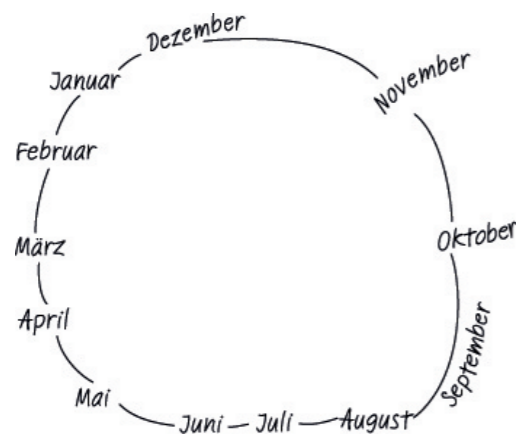 Dezember
Januar
Februar
März
April
Mai
Juni
Juli
August
September
Oktober
November